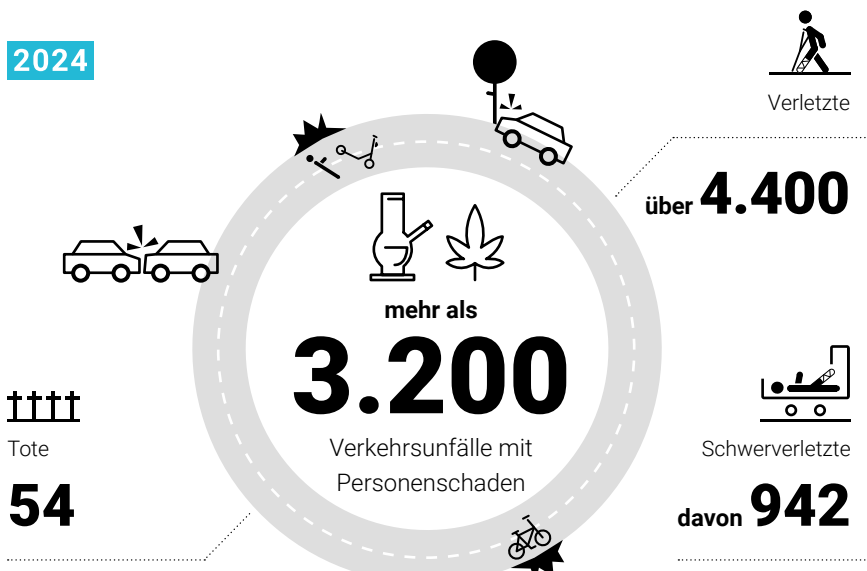 2024
Verletzte
über 4.400
mehr als
3.200
Verkehrsunfälle mit
Personenschaden
Tote
54
Schwerverletzte
davon 942